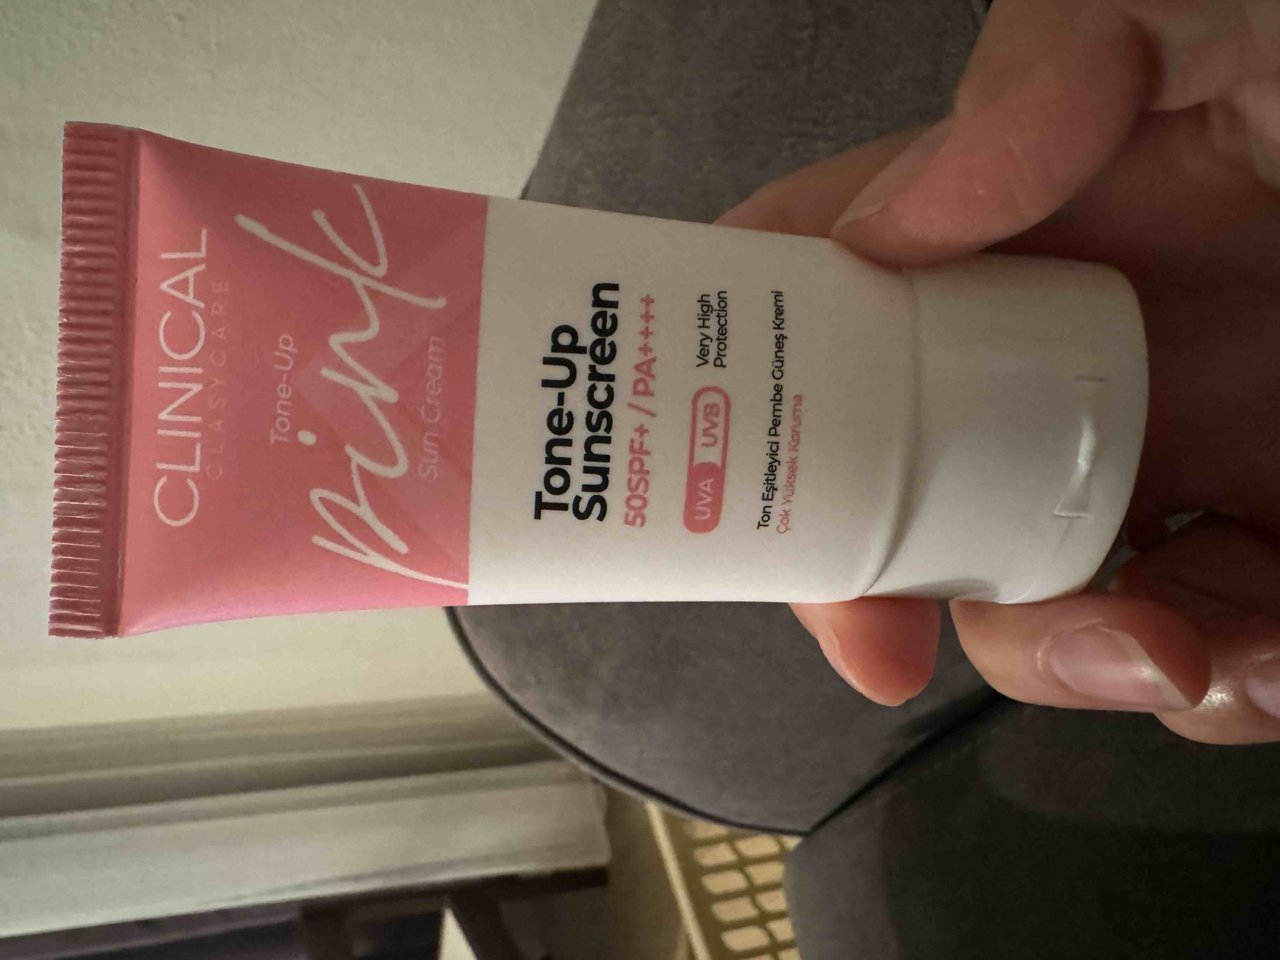 CLINICAL
CLASYCARE
Tone-Up
pink
Sun Cream
Tone-Up
Sunscreen
50SPF+ / PA++++
UVA UVB
Very High
Protection
Ton Eşitleyici Pembe Güneş Kremi
Çok Yüksek Koruma